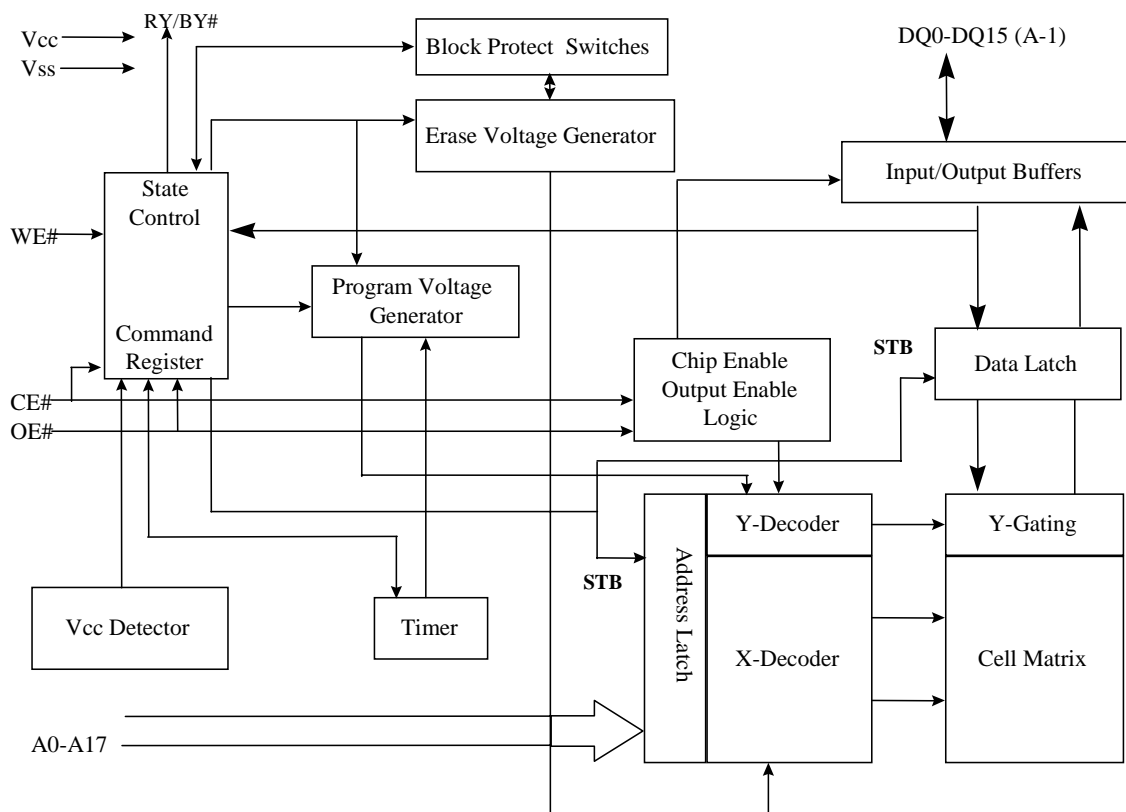 RY/BY#
Vcc
Vss
Block Protect Switches
DQ0-DQ15 (A-1)
Erase Voltage Generator
Input/Output Buffers
State
Control
WE#
Program Voltage
Generator
Command
Register
STB
Chip Enable
Output Enable
Logic
Data Latch
CE#
OE#
Y-Decoder
Y-Gating
Address Latch
STB
Vcc Detector
Timer
X-Decoder
Cell Matrix
A0-A17